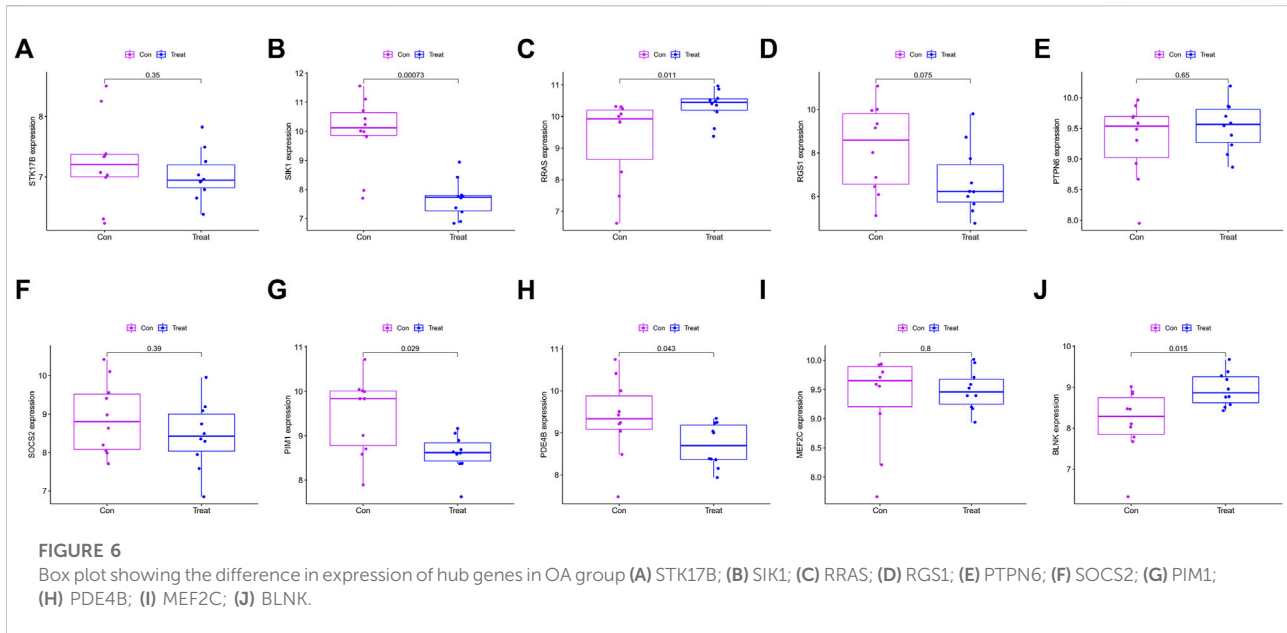 A
Con Treat
0.35
8
7
STK17B expression
Con Treat
B
Con Treat
0.00073
12
11
10
9
8
7
SIK1 expression
Con Treat
C
Con Treat
0.011
11
10
9
8
7
RRAS expression
Con Treat
D
Con Treat
0.075
10
8
6
RGS1 expression
Con Treat
E
Con Treat
0.65
10.0
9.5
9.0
8.5
8.0
PTPN6 expression
Con Treat
F
Con Treat
0.39
10
9
8
7
SOCS2 expression
Con Treat
G
Con Treat
0.029
10
9
8
PIM1 expression
Con Treat
H
Con Treat
0.043
10
9
8
PDE4B expression
Con Treat
I
Con Treat
0.8
10.0
9.5
9.0
8.5
8.0
MEF2C expression
Con Treat
J
Con Treat
0.015
9
8
7
BLNK expression
Con Treat
FIGURE 6
Box plot showing the difference in expression of hub genes in OA group (A) STK17B; (B) SIK1; (C) RRAS; (D) RGS1; (E) PTPN6; (F) SOCS2; (G) PIM1;
(H) PDE4B; (I) MEF2C; (J) BLNK.